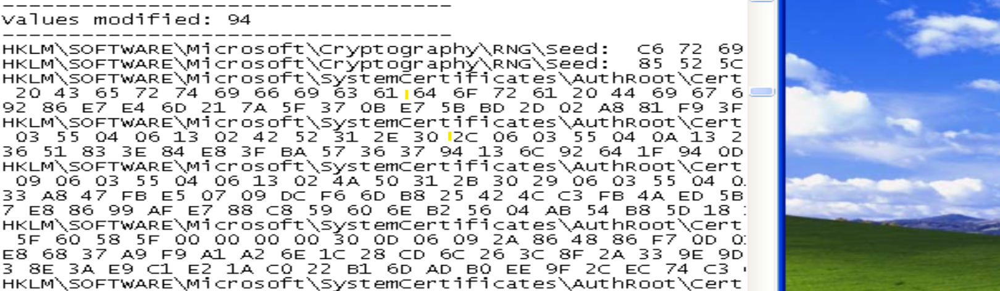 ----------------------------------
Values modified: 94
----------------------------------
HKLM\SOFTWARE\Microsoft\Cryptography\RNG\Seed:  C6 72 69
HKLM\SOFTWARE\Microsoft\Cryptography\RNG\Seed:  85 52 5C
HKLM\SOFTWARE\Microsoft\SystemCertificates\AuthRoot\Cert
20 43 65 72 74 69 66 69 63 61 64 6F 72 61 20 44 69 67 6
92 86 E7 E4 6D 21 7A 5F 37 0B E7 5B BD 2D 02 A8 81 F9 3F
HKLM\SOFTWARE\Microsoft\SystemCertificates\AuthRoot\Cert
03 55 04 06 13 02 42 52 31 2E 30 2C 06 03 55 04 0A 13 2
36 51 83 3E 84 E8 3F BA 57 36 37 94 13 6C 92 64 1F 94 0D
HKLM\SOFTWARE\Microsoft\SystemCertificates\AuthRoot\Cert
09 06 03 55 04 06 13 02 4A 50 31 2B 30 29 06 03 55 04 0
33 A8 47 FB E5 07 09 DC F6 6D B8 25 42 4C C3 FB 4A ED 5B
7 E8 86 99 AF E7 88 C8 59 60 6E B2 56 04 AB 54 B8 5D 18
HKLM\SOFTWARE\Microsoft\SystemCertificates\AuthRoot\Cert
5F 60 58 5F 00 00 00 00 30 0D 06 09 2A 86 48 86 F7 0D 0
E8 68 37 A9 F9 A1 A2 6E 1C 28 CD 6C 26 3C 8F 2A 33 9E 9D
3 8E 3A E9 C1 E2 1A C0 22 B1 6D AD B0 EE 9F 2C EC 74 C3
HKLM\SOFTWARE\Microsoft\SystemCertificates\AuthRoot\Cert